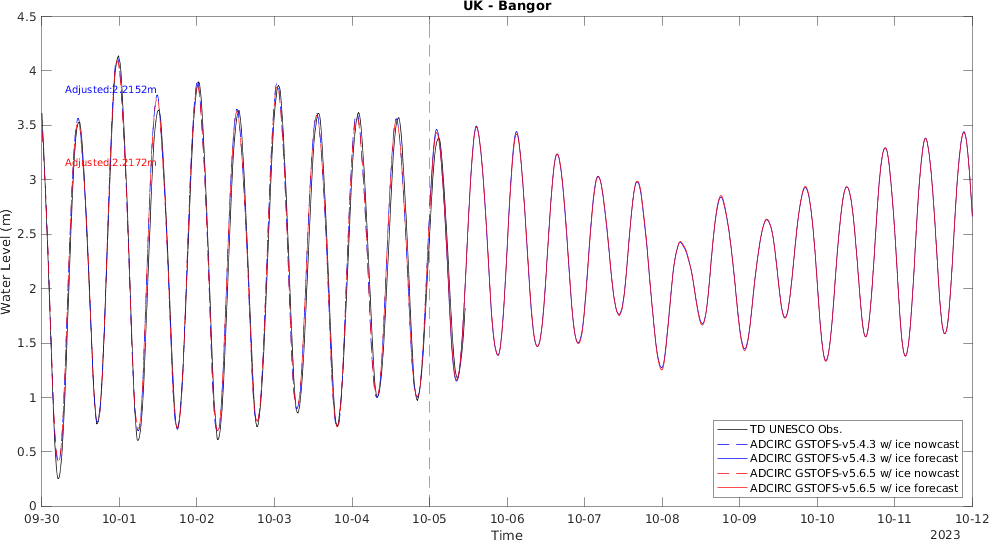 UK - Bangor
4.5
4
3.5
3
2.5
2
1.5
1
0.5
0
Water Level (m)
Adjusted:2.2152m
Adjusted:2.2172m
TD UNESCO Obs.
ADCIRC GSTOFS-v5.4.3 w/ ice nowcast
ADCIRC GSTOFS-v5.4.3 w/ ice forecast
ADCIRC GSTOFS-v5.6.5 w/ ice nowcast
ADCIRC GSTOFS-v5.6.5 w/ ice forecast
09-30 10-01 10-02 10-03 10-04 10-05 10-06 10-07 10-08 10-09 10-10 10-11 10-12
Time
2023